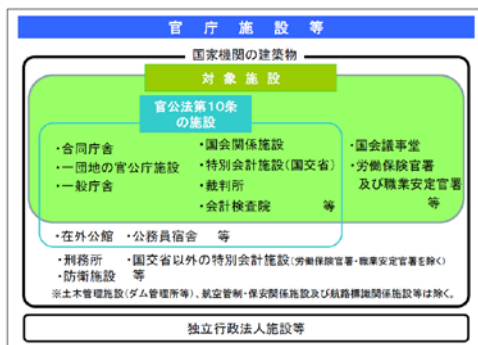 官庁施設等
国家機関の建築物
対象施設
官公法第10条
の施設
・合同庁舎
・一団地の官公庁施設
・一般庁舎
・国会関係施設
・特別会計施設(国交省)
・裁判所
・会計検査院 等
・国会議事堂
・労働保険官署
及び職業安定官署
等
・在外公館 ・公務員宿舎 等
・刑務所 ・国交省以外の特別会計施設(労働保険官署・職業安定官署を除く)
・防衛施設 等
※土木管理施設(ダム管理所等)、航空管制・保安関係施設及び航路標識関係施設等は除く。
独立行政法人施設等